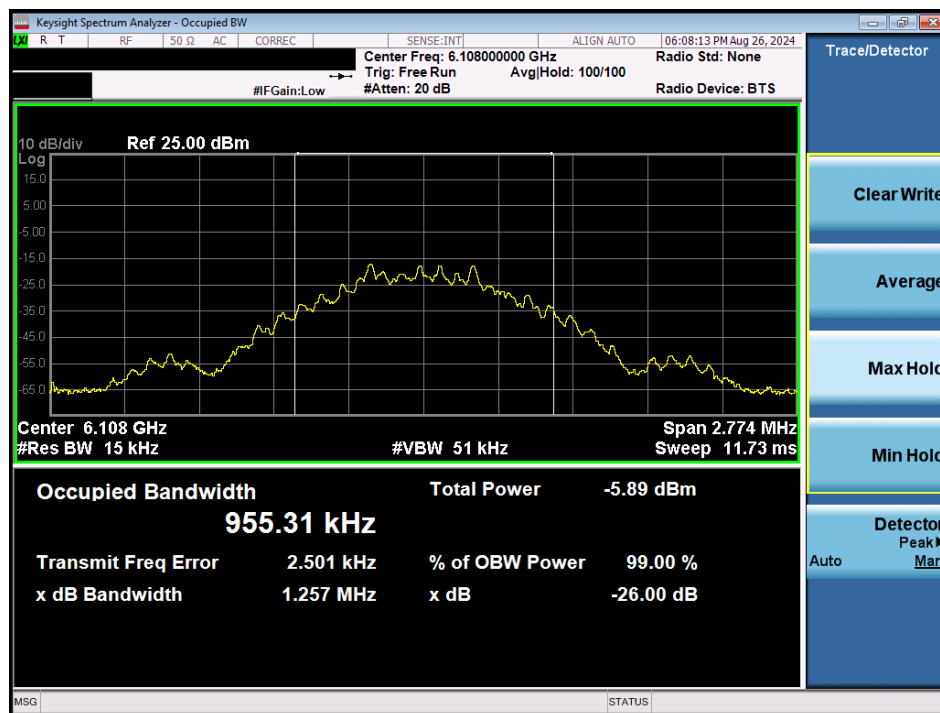 Keysight Spectrum Analyzer - Occupied BW
LXI R T RF 50 Ω AC CORREC SENSE:INT ALIGN AUTO 06:08:13 PM Aug 26, 2024
Center Freq: 6.108000000 GHz Radio Std: None
Trig: Free Run Avg|Hold: 100/100
#IFGain:Low #Atten: 20 dB Radio Device: BTS
10 dB/div Ref 25.00 dBm
Log
15.0
5.00
-5.00
-15.0
-25.0
-35.0
-45.0
-55.0
-65.0
Center 6.108 GHz Span 2.774 MHz
#Res BW 15 kHz #VBW 51 kHz Sweep 11.73 ms
Occupied Bandwidth Total Power -5.89 dBm
955.31 kHz
Transmit Freq Error 2.501 kHz % of OBW Power 99.00 %
x dB Bandwidth 1.257 MHz x dB -26.00 dB
MSG STATUS
Trace/Detector
Clear Write
Average
Max Hold
Min Hold
Detector
Peak
Auto Man